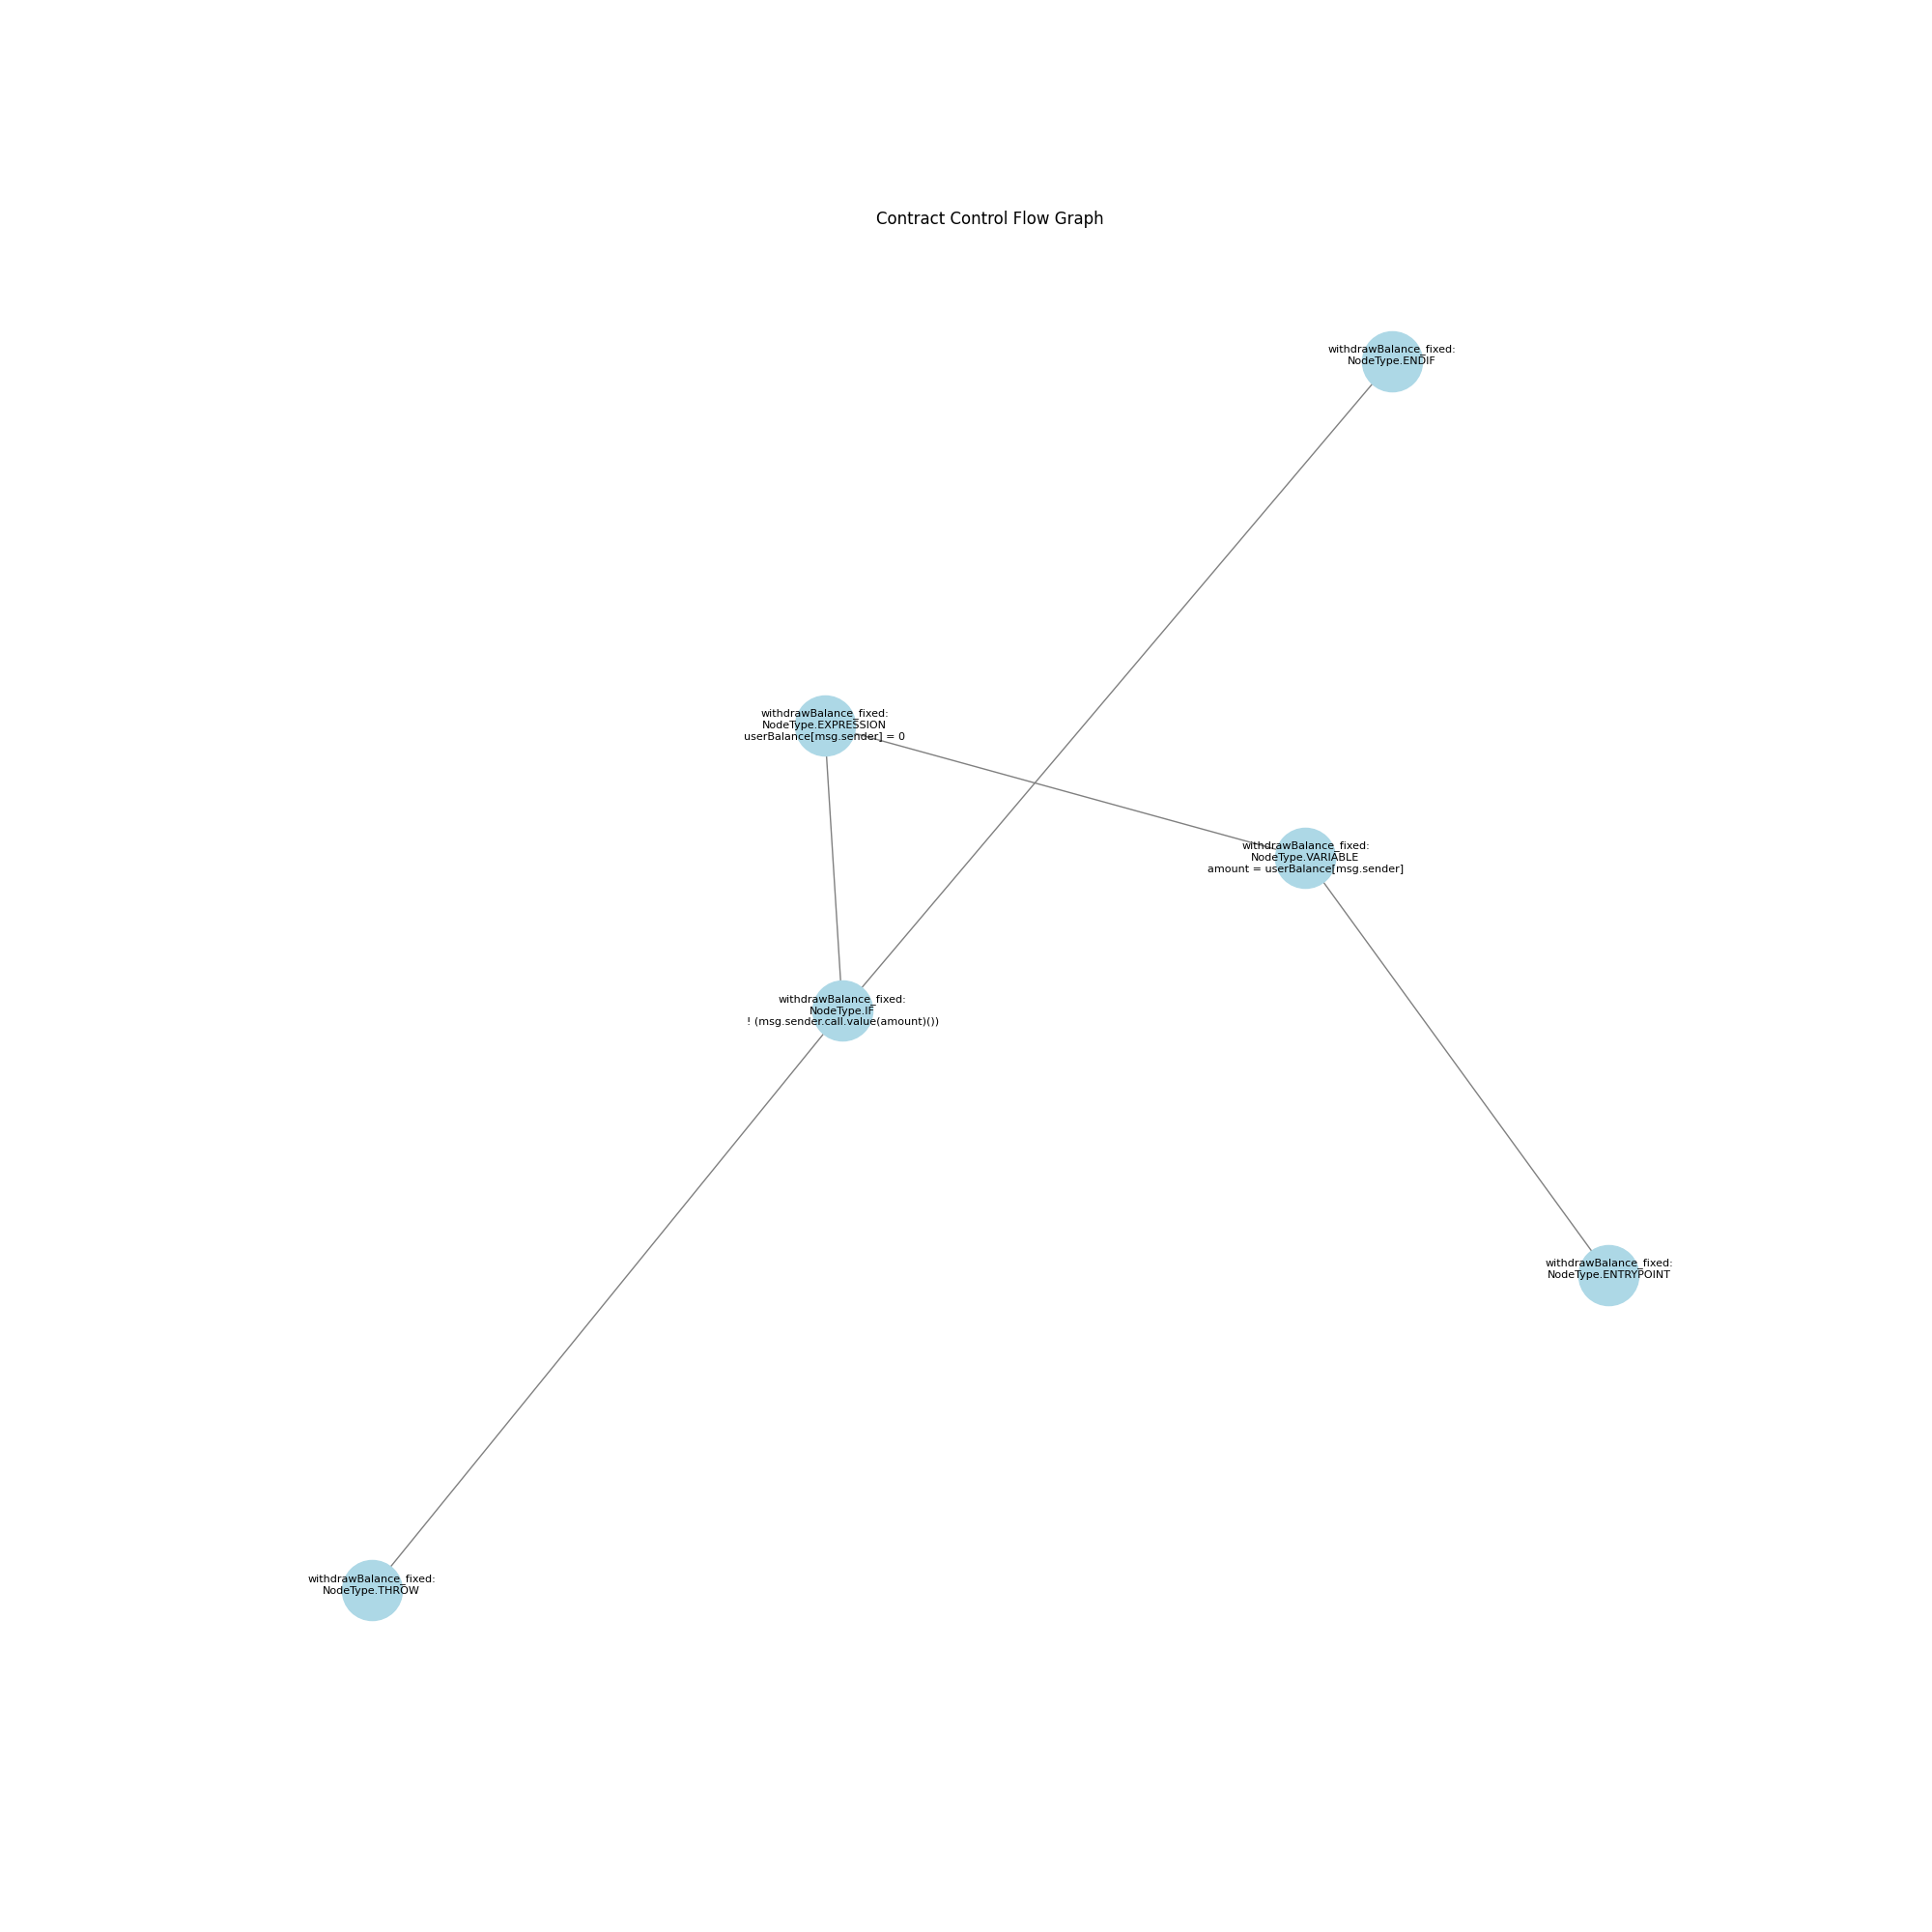 Contract Control Flow Graph
withdrawBalance_fixed:
NodeType.ENDIF
withdrawBalance_fixed:
NodeType.EXPRESSION
userBalance[msg.sender] = 0
withdrawBalance_fixed:
NodeType.VARIABLE
amount = userBalance[msg.sender]
withdrawBalance_fixed:
NodeType.IF
! (msg.sender.call.value(amount)())
withdrawBalance_fixed:
NodeType.ENTRYPOINT
withdrawBalance_fixed:
NodeType.THROW